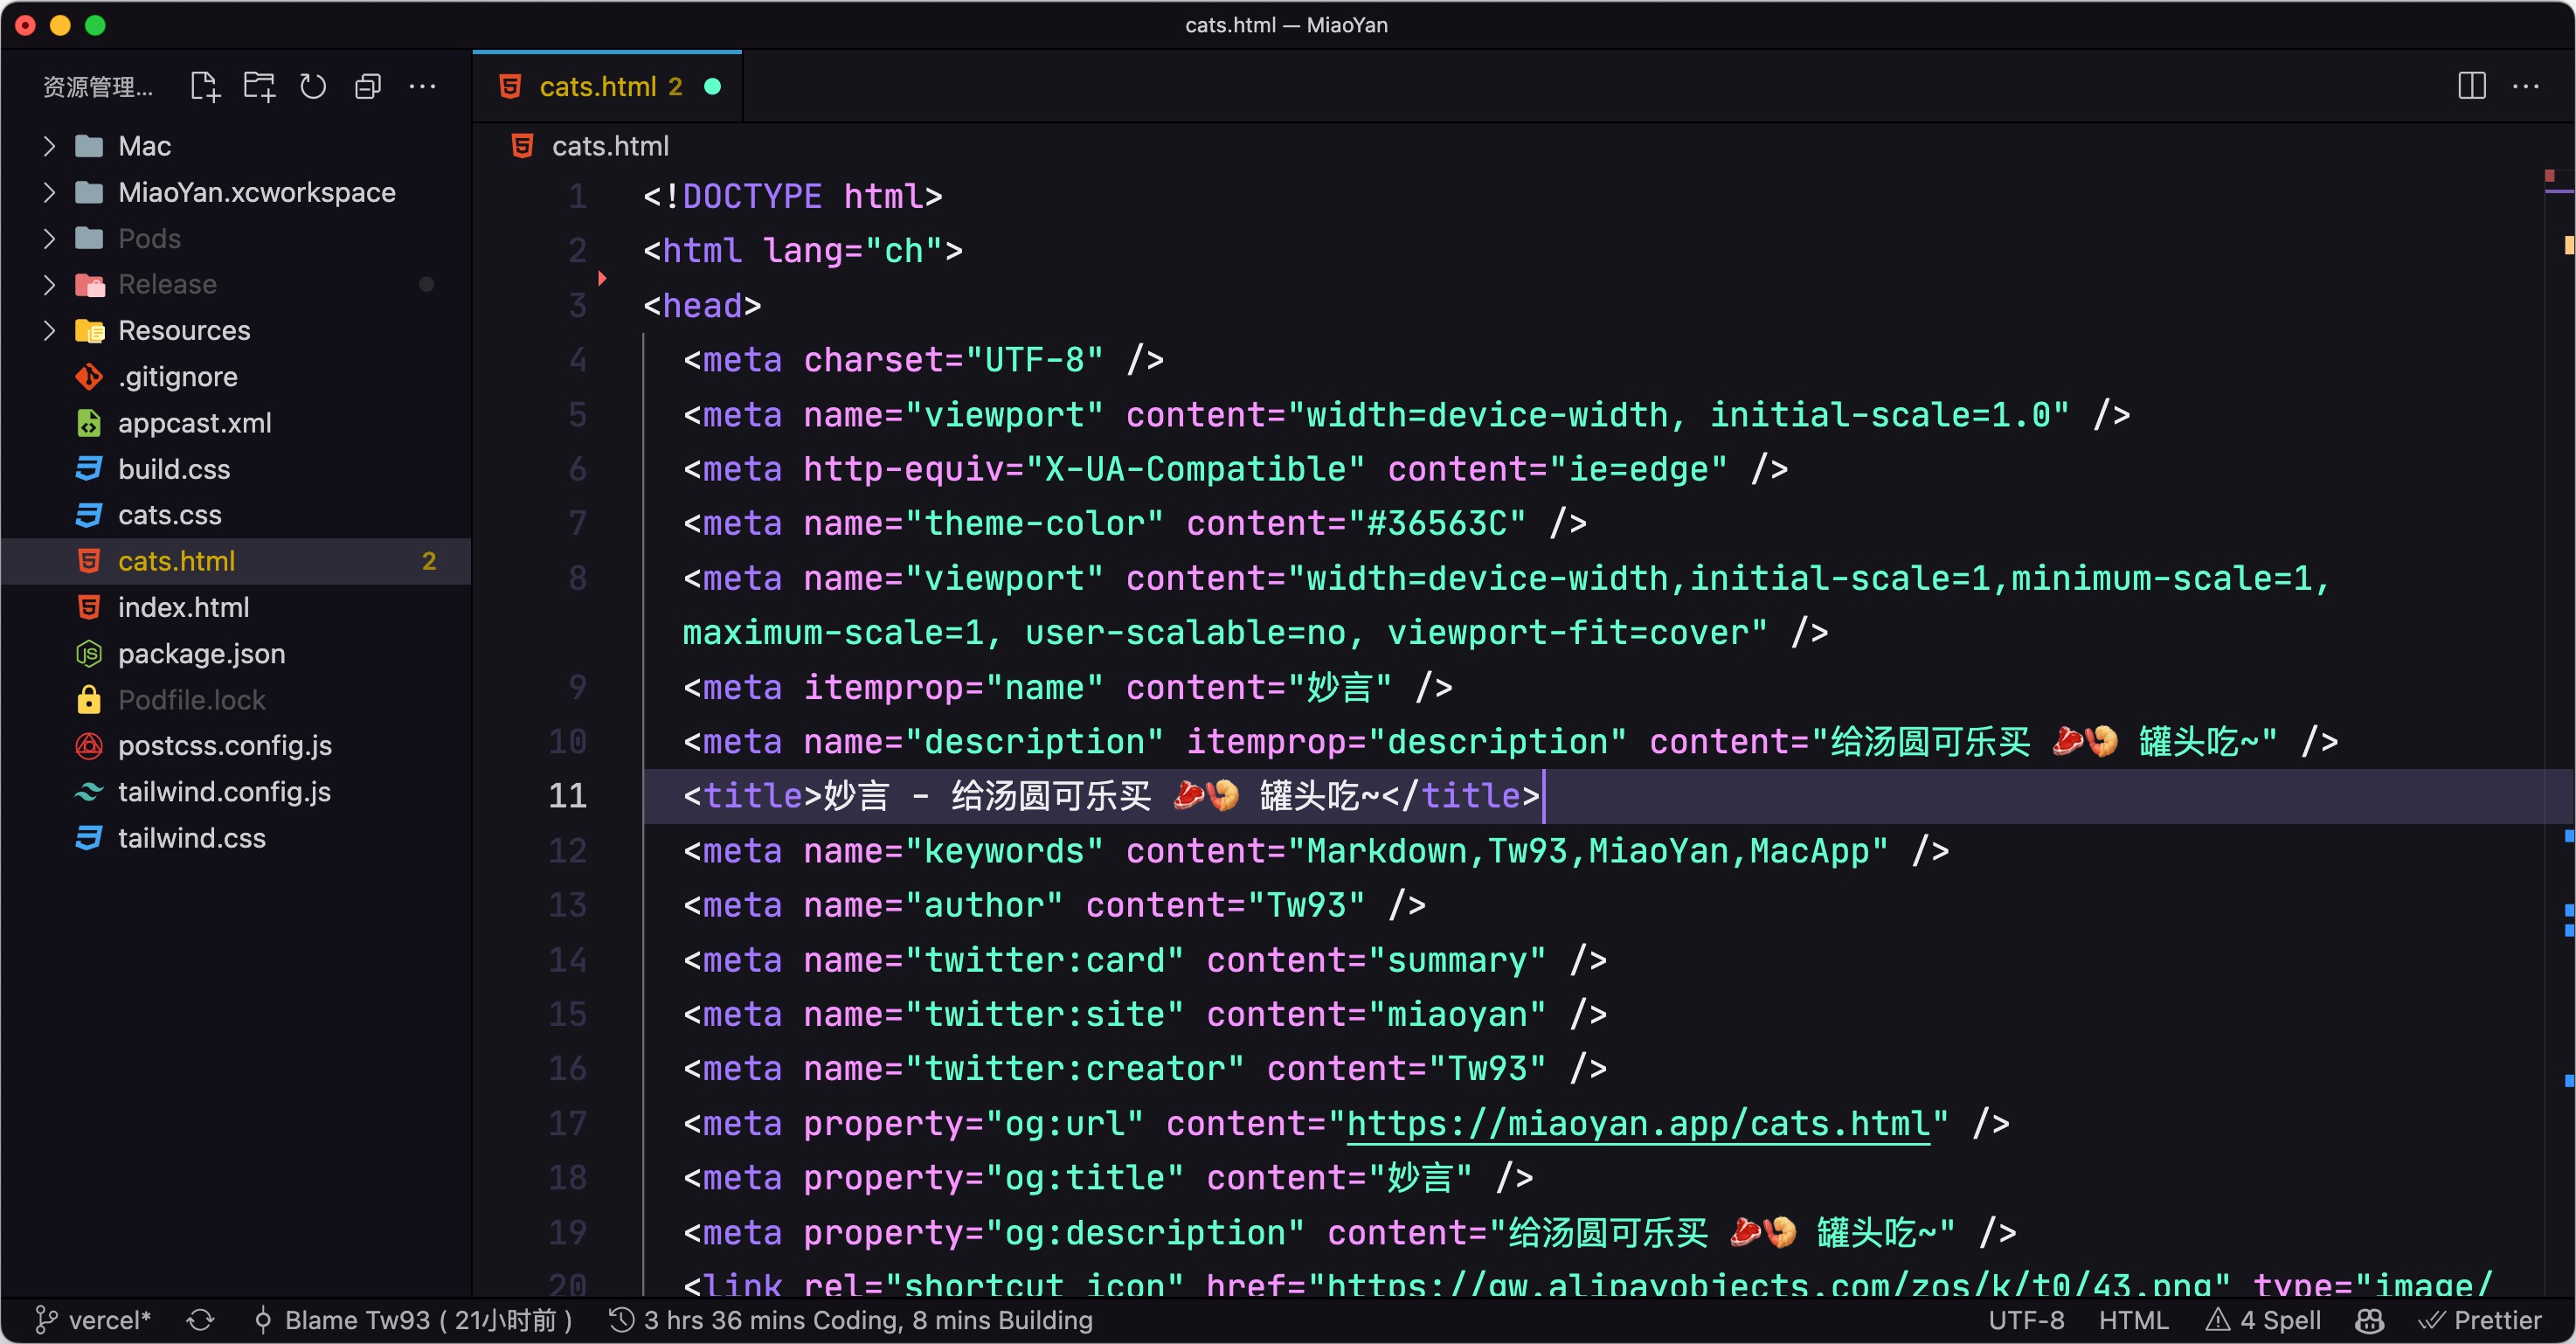 cats.html — MiaoYan
资源管理...
cats.html 2
Mac
MiaoYan.xcworkspace
Pods
Release
Resources
.gitignore
appcast.xml
build.css
cats.css
cats.html 2
index.html
package.json
Podfile.lock
postcss.config.js
tailwind.config.js
tailwind.css
cats.html
1 <!DOCTYPE html>
2 <html lang="ch">
3 <head>
4 <meta charset="UTF-8" />
5 <meta name="viewport" content="width=device-width, initial-scale=1.0" />
6 <meta http-equiv="X-UA-Compatible" content="ie=edge" />
7 <meta name="theme-color" content="#36563C" />
8 <meta name="viewport" content="width=device-width,initial-scale=1,minimum-scale=1,
maximum-scale=1, user-scalable=no, viewport-fit=cover" />
9 <meta itemprop="name" content="妙言" />
10 <meta name="description" itemprop="description" content="给汤圆可乐买 🥩🍤 罐头吃~" />
11 <title>妙言 - 给汤圆可乐买 🥩🍤 罐头吃~</title>
12 <meta name="keywords" content="Markdown,Tw93,MiaoYan,MacApp" />
13 <meta name="author" content="Tw93" />
14 <meta name="twitter:card" content="summary" />
15 <meta name="twitter:site" content="miaoyan" />
16 <meta name="twitter:creator" content="Tw93" />
17 <meta property="og:url" content="https://miaoyan.app/cats.html" />
18 <meta property="og:title" content="妙言" />
19 <meta property="og:description" content="给汤圆可乐买 🥩🍤 罐头吃~" />
20 <link rel="shortcut icon" href="https://gw.alipayobjects.com/zos/k/t0/43.png" type="image/
vercel* Blame Tw93 ( 21小时前 ) 3 hrs 36 mins Coding, 8 mins Building UTF-8 HTML 4 Spell Prettier